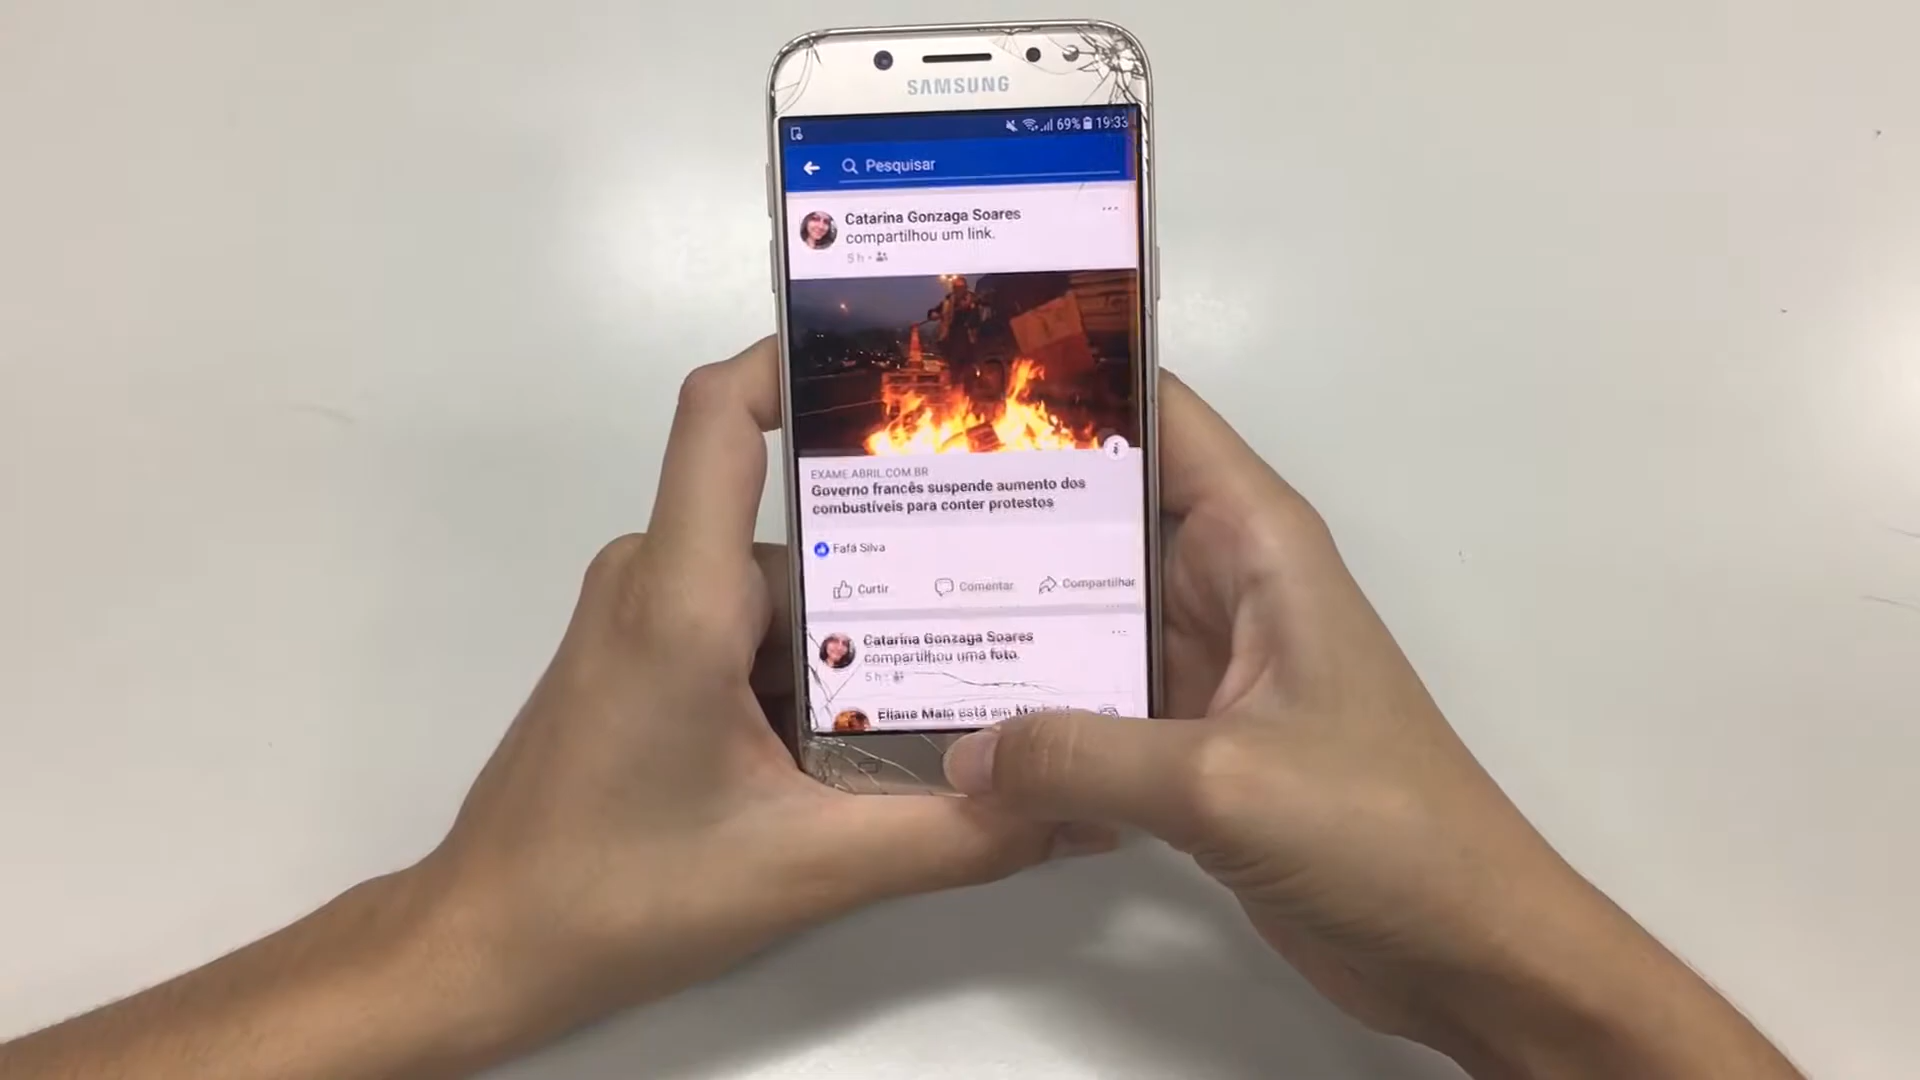 SAMSUNG
69% 19:33
Pesquisar
Catarina Gonzaga Soares
compartilhou um link.
5 h
EXAME.ABRIL.COM.BR
Governo francês suspende aumento dos
combustíveis para conter protestos
Fafá Silva
Curtir Comentar Compartilhar
Catarina Gonzaga Soares
compartilhou uma foto.
5 h
Eliane Maio está em